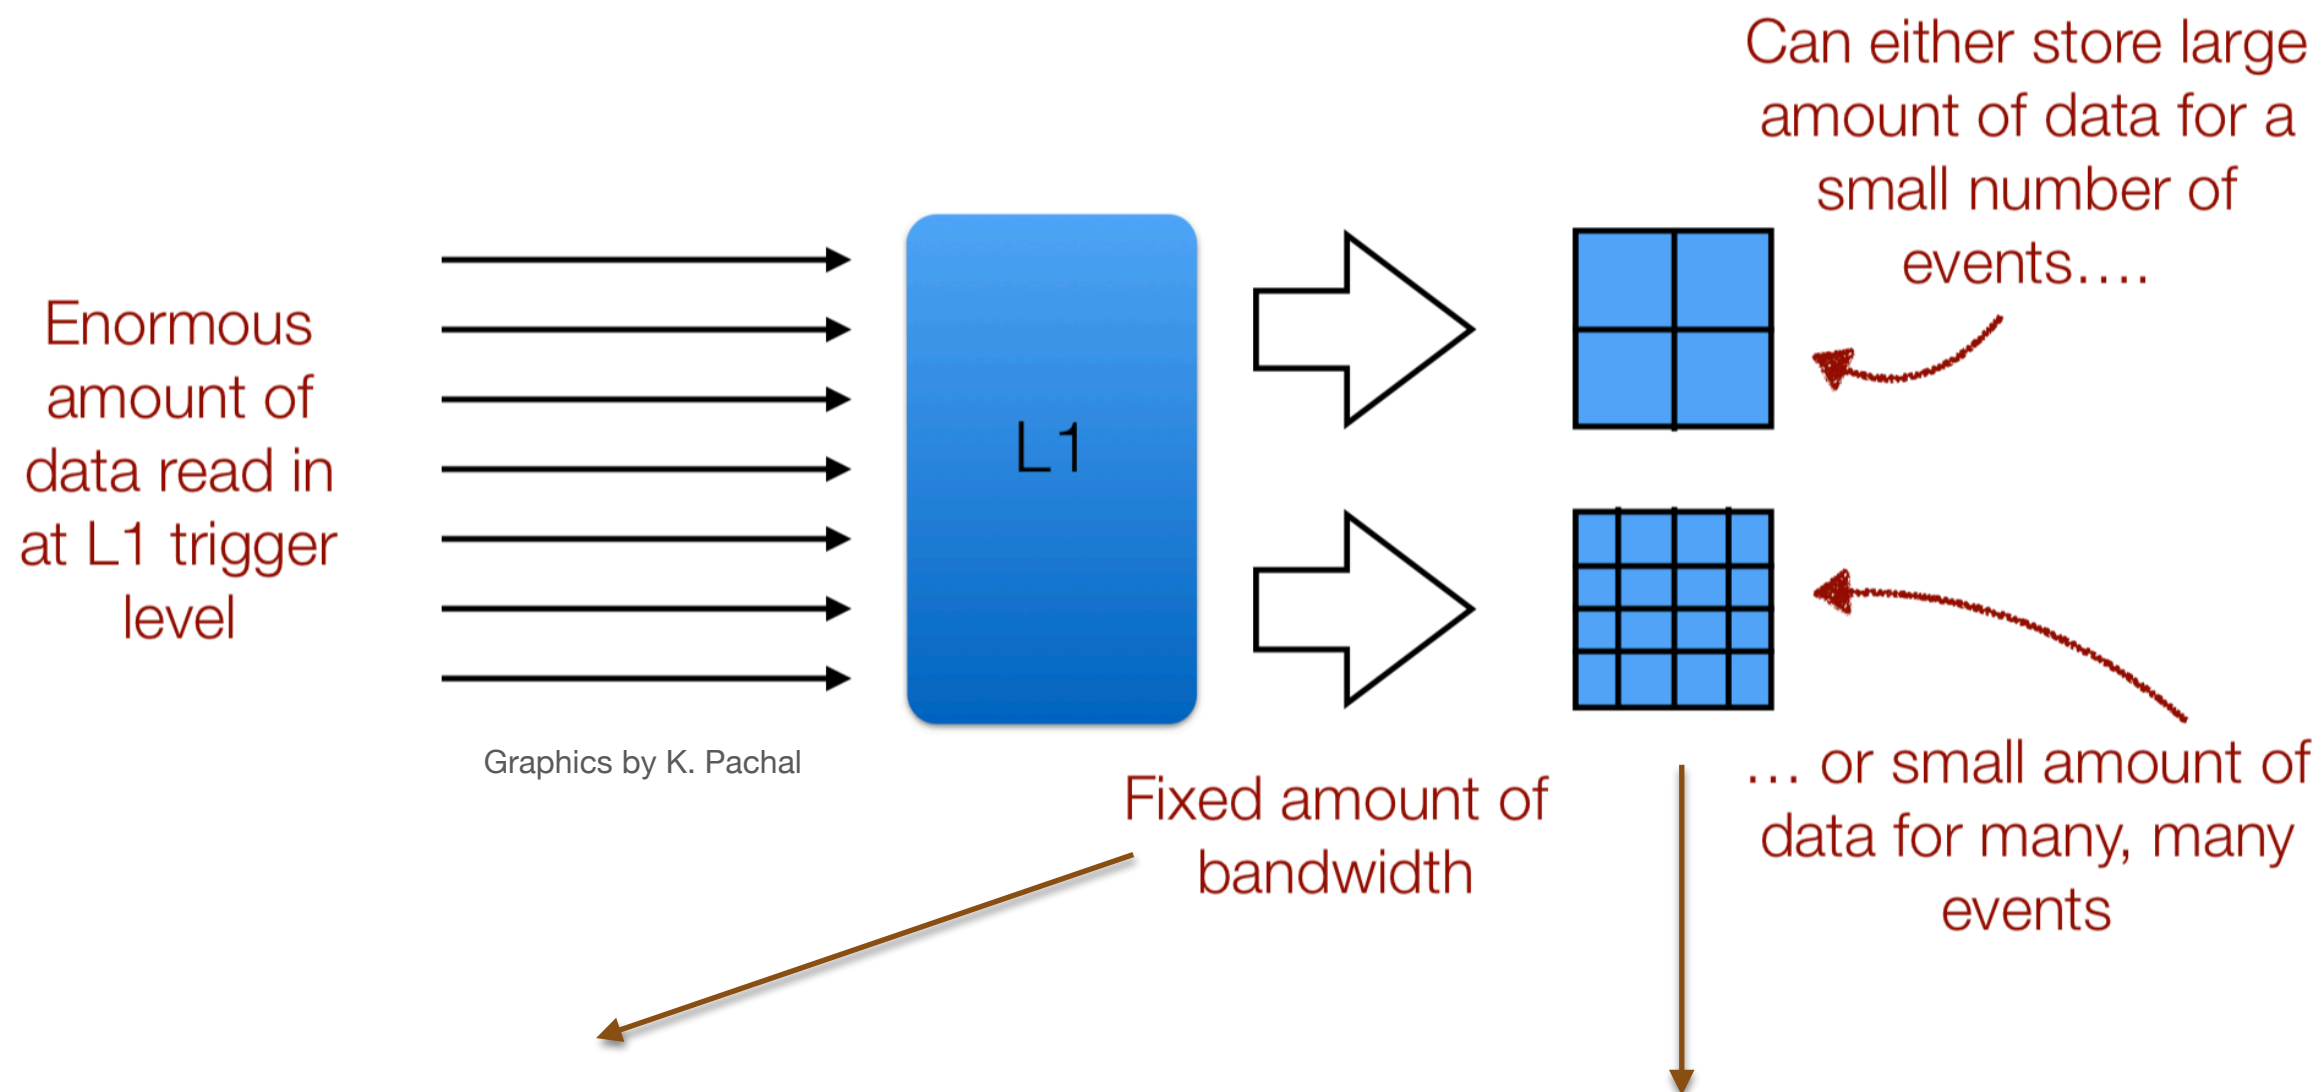 Can either store large
amount of data for a
small number of
events....
Enormous
amount of
data read in
at L1 trigger
level
L1
Graphics by K. Pachal
Fixed amount of
bandwidth
... or small amount of
data for many, many
events